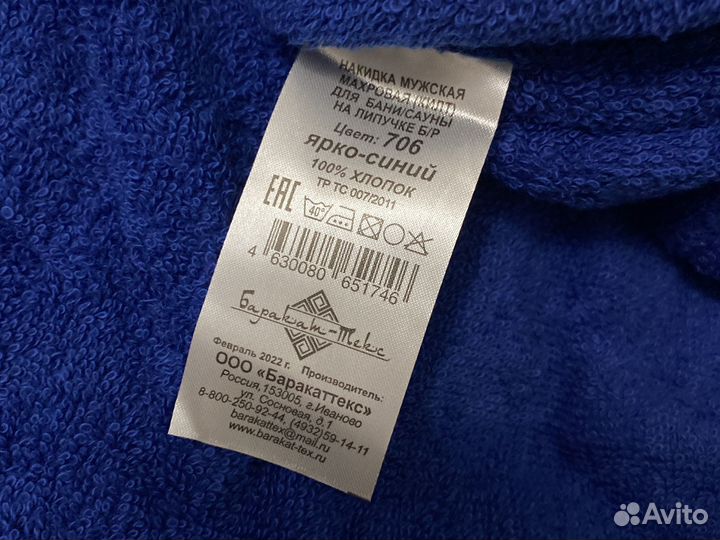 НАКИДКА МУЖСКАЯ
МАХРОВАЯ (КИЛТ)
ДЛЯ БАНИ/САУНЫ
НА ЛИПУЧКЕ Б/Р
Цвет: 706
ЯРКО-СИНИЙ
100% ХЛОПОК
ТР ТС 007/2011
EAC 40°
4 630080 651746
Баракат-Текс
Февраль 2022 г. Производитель:
ООО «Баракаттекс»
Россия,153005, г.Иваново
ул. Сосновая, д.1
8-800-250-92-44, (4932)59-14-11
barakattex@mail.ru
www.barakat-tex.ru
Avito